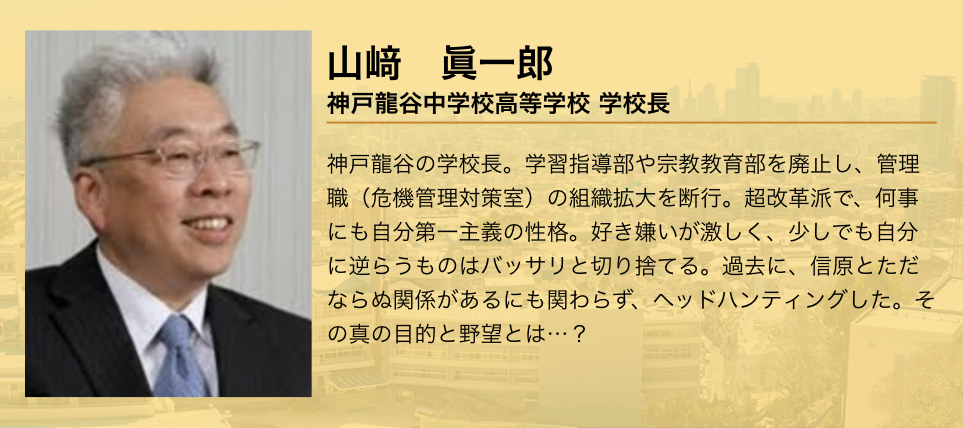 山﨑　眞一郎
神戸龍谷中学校高等学校 学校長
神戸龍谷の学校長。学習指導部や宗教教育部を廃止し、管理
職（危機管理対策室）の組織拡大を断行。超改革派で、何事
にも自分第一主義の性格。好き嫌いが激しく、少しでも自分
に逆らうものはバッサリと切り捨てる。過去に、信原とただ
ならぬ関係があるにも関わらず、ヘッドハンティングした。そ
の真の目的と野望とは…？